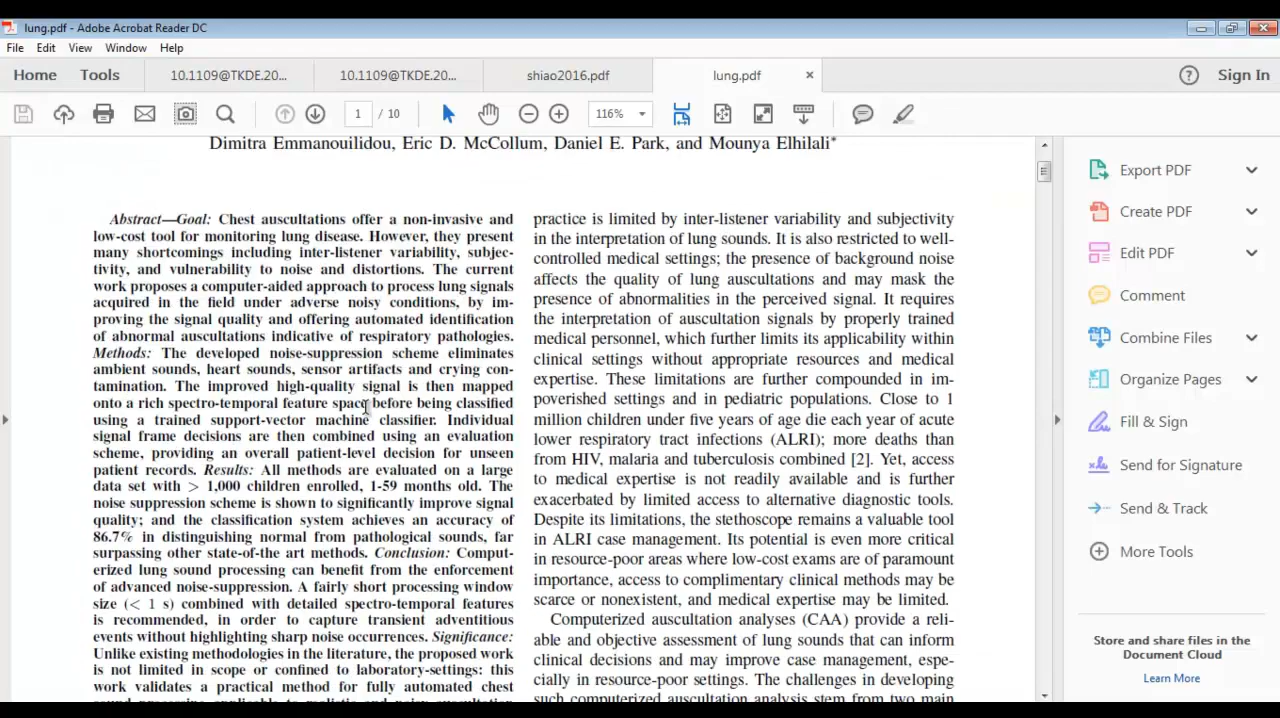 lung.pdf - Adobe Acrobat Reader DC
File Edit View Window Help
Home Tools 10.1109@TKDE.20... 10.1109@TKDE.20... shiao2016.pdf lung.pdf × ? Sign In
1 / 10 116%
Dimitra Emmanouilidou, Eric D. McCollum, Daniel E. Park, and Mounya Elhilali*
Abstract—Goal: Chest auscultations offer a non-invasive and
low-cost tool for monitoring lung disease. However, they present
many shortcomings including inter-listener variability, subjec-
tivity, and vulnerability to noise and distortions. The current
work proposes a computer-aided approach to process lung signals
acquired in the field under adverse noisy conditions, by im-
proving the signal quality and offering automated identification
of abnormal auscultations indicative of respiratory pathologies.
Methods: The developed noise-suppression scheme eliminates
ambient sounds, heart sounds, sensor artifacts and crying con-
tamination. The improved high-quality signal is then mapped
onto a rich spectro-temporal feature space before being classified
using a trained support-vector machine classifier. Individual
signal frame decisions are then combined using an evaluation
scheme, providing an overall patient-level decision for unseen
patient records. Results: All methods are evaluated on a large
data set with > 1,000 children enrolled, 1-59 months old. The
noise suppression scheme is shown to significantly improve signal
quality; and the classification system achieves an accuracy of
86.7% in distinguishing normal from pathological sounds, far
surpassing other state-of-the art methods. Conclusion: Comput-
erized lung sound processing can benefit from the enforcement
of advanced noise-suppression. A fairly short processing window
size (< 1 s) combined with detailed spectro-temporal features
is recommended, in order to capture transient adventitious
events without highlighting sharp noise occurrences. Significance:
Unlike existing methodologies in the literature, the proposed work
is not limited in scope or confined to laboratory-settings: this
work validates a practical method for fully automated chest
practice is limited by inter-listener variability and subjectivity
in the interpretation of lung sounds. It is also restricted to well-
controlled medical settings; the presence of background noise
affects the quality of lung auscultations and may mask the
presence of abnormalities in the perceived signal. It requires
the interpretation of auscultation signals by properly trained
medical personnel, which further limits its applicability within
clinical settings without appropriate resources and medical
expertise. These limitations are further compounded in im-
poverished settings and in pediatric populations. Close to 1
million children under five years of age die each year of acute
lower respiratory tract infections (ALRI); more deaths than
from HIV, malaria and tuberculosis combined [2]. Yet, access
to medical expertise is not readily available and is further
exacerbated by limited access to alternative diagnostic tools.
Despite its limitations, the stethoscope remains a valuable tool
in ALRI case management. Its potential is even more critical
in resource-poor areas where low-cost exams are of paramount
importance, access to complimentary clinical methods may be
scarce or nonexistent, and medical expertise may be limited.
Computerized auscultation analyses (CAA) provide a reli-
able and objective assessment of lung sounds that can inform
clinical decisions and may improve case management, espe-
cially in resource-poor settings. The challenges in developing
such computerized auscultation analysis stem from two main
Export PDF
Create PDF
Edit PDF
Comment
Combine Files
Organize Pages
Fill & Sign
Send for Signature
Send & Track
More Tools
Store and share files in the
Document Cloud
Learn More